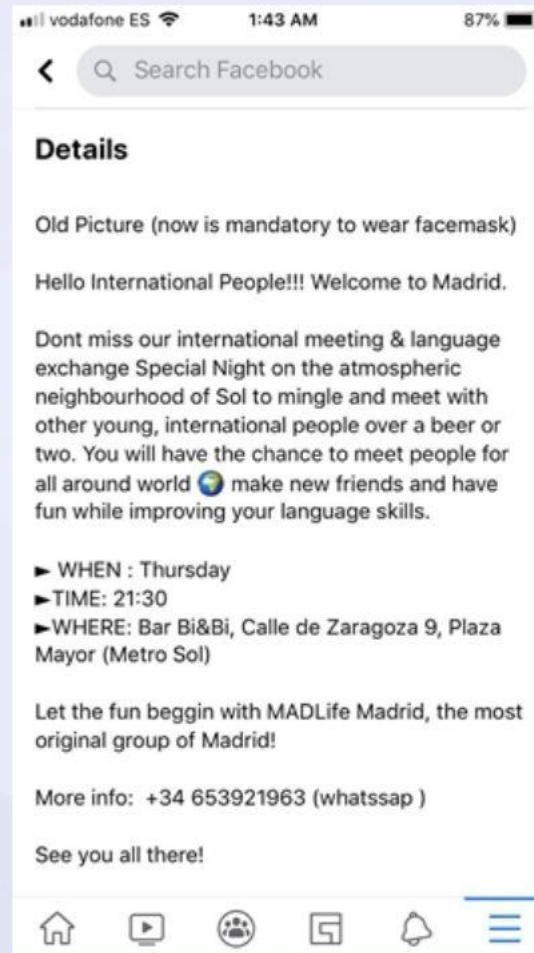 vodafone ES
1:43 AM
87%
Search Facebook
Details
Old Picture (now is mandatory to wear facemask)
Hello International People!!! Welcome to Madrid.
Dont miss our international meeting & language
exchange Special Night on the atmospheric
neighbourhood of Sol to mingle and meet with
other young, international people over a beer or
two. You will have the chance to meet people for
all around world 🌍 make new friends and have
fun while improving your language skills.
► WHEN : Thursday
►TIME: 21:30
►WHERE: Bar Bi&Bi, Calle de Zaragoza 9, Plaza
Mayor (Metro Sol)
Let the fun beggin with MADLife Madrid, the most
original group of Madrid!
More info: +34 653921963 (whatssap )
See you all there!